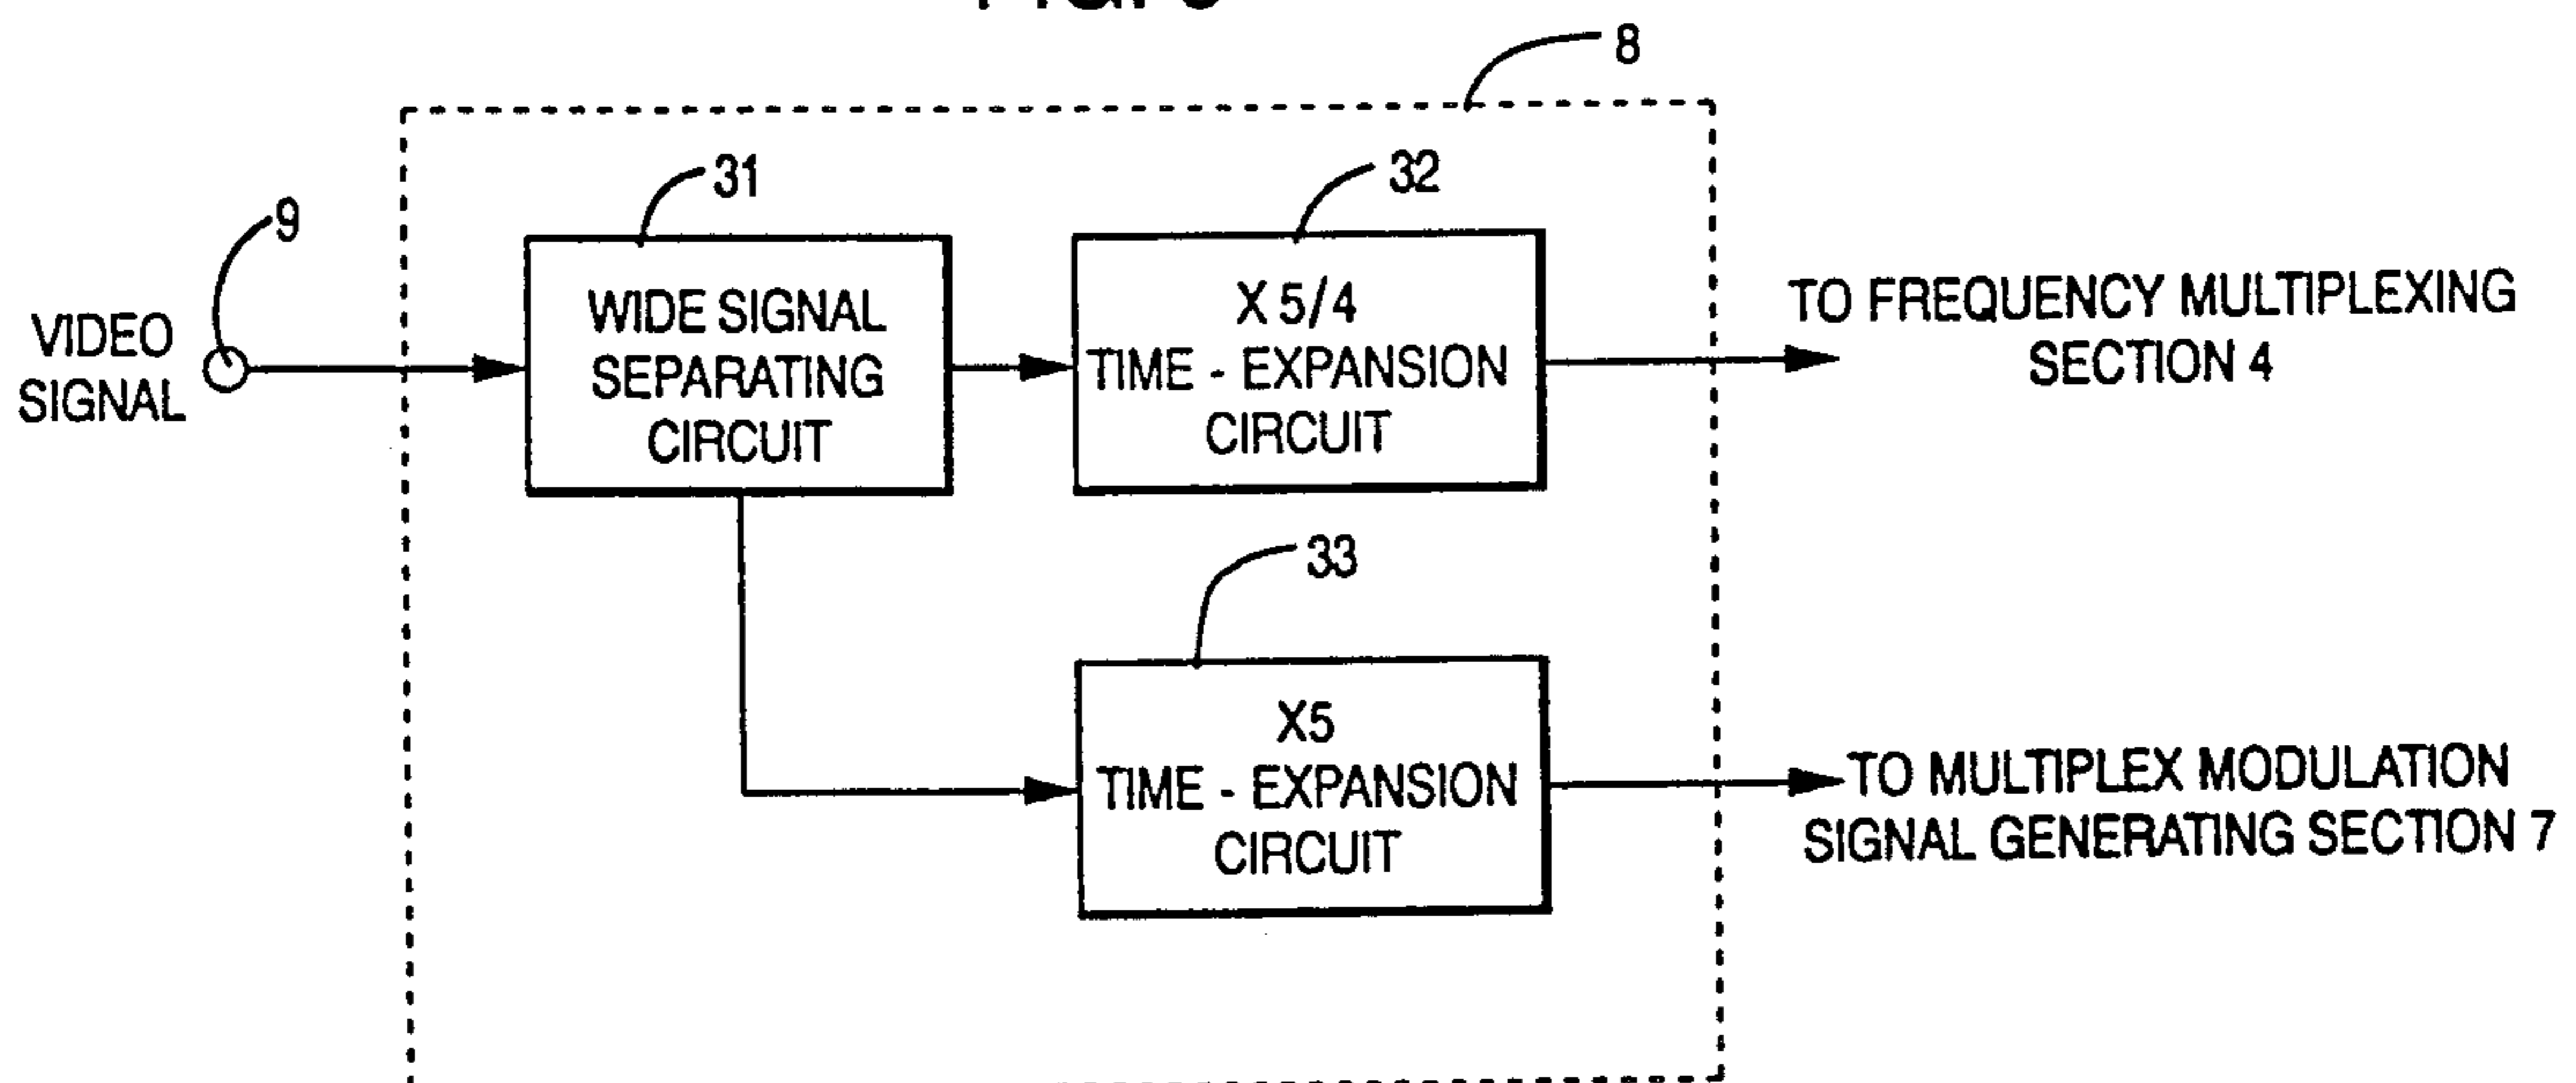 8
31
32
9
WIDE SIGNAL
SEPARATING
CIRCUIT
X 5/4
TIME - EXPANSION
CIRCUIT
VIDEO
SIGNAL
TO FREQUENCY MULTIPLEXING
SECTION 4
33
X5
TIME - EXPANSION
CIRCUIT
TO MULTIPLEX MODULATION
SIGNAL GENERATING SECTION 7